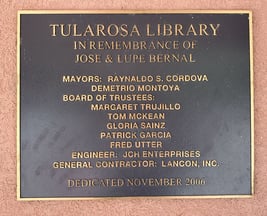 TULAROSA LIBRARY
IN REMEMBRANCE OF
JOSE & LUPE BERNAL
MAYORS: RAYNALDO S. CORDOVA
DEMETRIO MONTOYA
BOARD OF TRUSTEES:
MARGARET TRUJILLO
TOM MCKEAN
GLORIA SAINZ
PATRICK GARCIA
FRED UTTER
ENGINEER: JCH ENTERPRISES
GENERAL CONTRACTOR: LANCON, INC.
DEDICATED NOVEMBER 2006